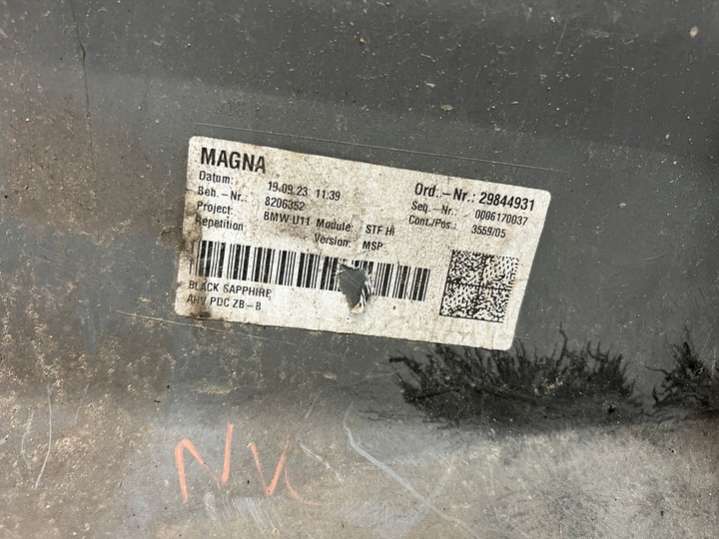 MAGNA
Datum: 19.09.23 11:39 Ord.-Nr.: 29844931
Beh.-Nr.: 8206352 Seq.-Nr.: 0006170037
Project: BMW-U11 Module: STF HI Cont./Pos.: 3559/05
Repetition Version: MSP
BLACK SAPPHIRE
AHV PDC ZB-B
NV